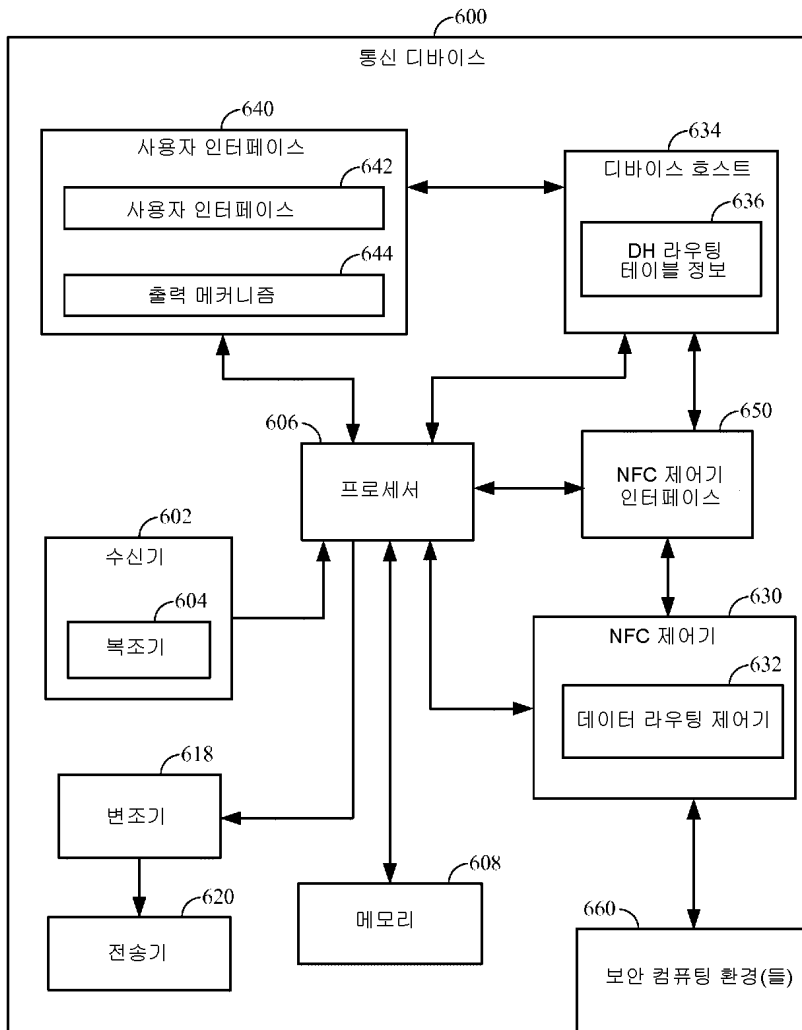 600
통신 디바이스
640
사용자 인터페이스
642
사용자 인터페이스
644
출력 메커니즘
634
디바이스 호스트
636
DH 라우팅
테이블 정보
606
프로세서
650
NFC 제어기
인터페이스
602
수신기
604
복조기
630
NFC 제어기
632
데이터 라우팅 제어기
618
변조기
620
전송기
608
메모리
660
보안 컴퓨팅 환경(들)